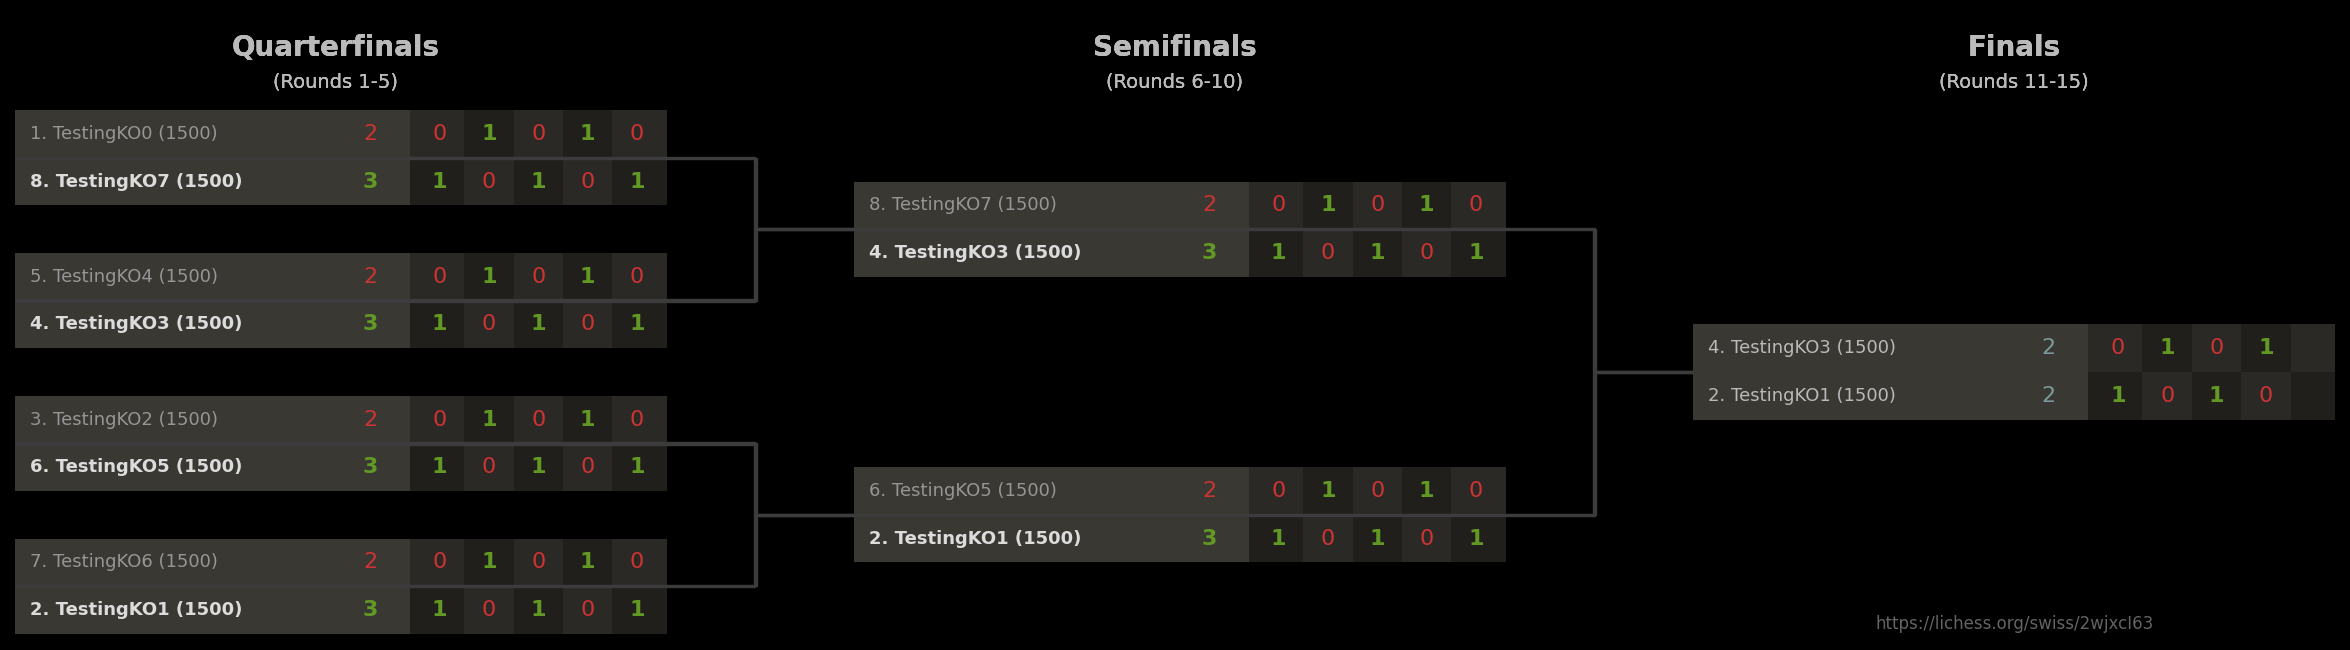 Quarterfinals
(Rounds 1-5)
1. TestingKO0 (1500) 2 0 1 0 1 0
8. TestingKO7 (1500) 3 1 0 1 0 1
5. TestingKO4 (1500) 2 0 1 0 1 0
4. TestingKO3 (1500) 3 1 0 1 0 1
3. TestingKO2 (1500) 2 0 1 0 1 0
6. TestingKO5 (1500) 3 1 0 1 0 1
7. TestingKO6 (1500) 2 0 1 0 1 0
2. TestingKO1 (1500) 3 1 0 1 0 1
Semifinals
(Rounds 6-10)
8. TestingKO7 (1500) 2 0 1 0 1 0
4. TestingKO3 (1500) 3 1 0 1 0 1
6. TestingKO5 (1500) 2 0 1 0 1 0
2. TestingKO1 (1500) 3 1 0 1 0 1
Finals
(Rounds 11-15)
4. TestingKO3 (1500) 2 0 1 0 1
2. TestingKO1 (1500) 2 1 0 1 0
https://lichess.org/swiss/2wjxcI63